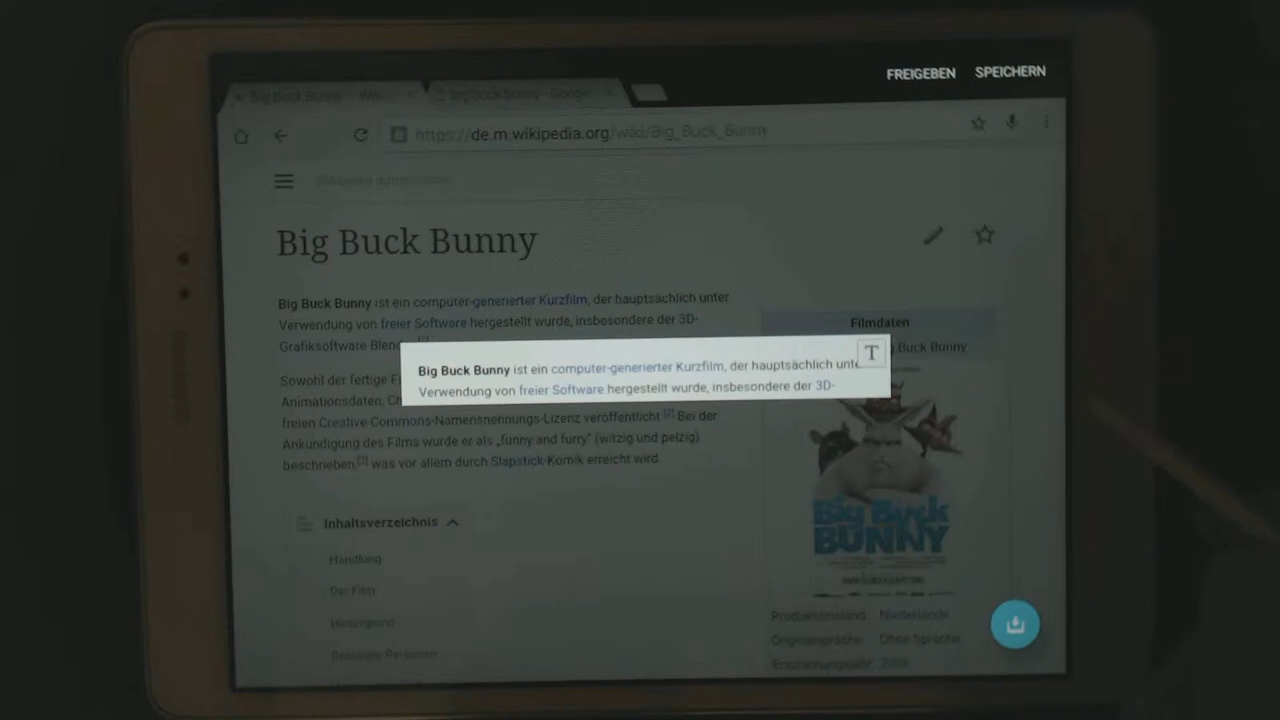 FREIGEBEN SPEICHERN
Big Buck Bunny
big buck bunny - Google
https://de.m.wikipedia.org/wiki/Big_Buck_Bunny
Big Buck Bunny
Big Buck Bunny ist ein computer-generierter Kurzfilm, der hauptsächlich unter
Verwendung von freier Software hergestellt wurde, insbesondere der 3D-
Grafiksoftware Blen
Sowohl der fertige Fi
Animationsdaten, Ch
freien Creative Commons-Namensnennungs-Lizenz veröffentlicht.[2] Bei der
Ankündigung des Films wurde er als „funny and furry“ (witzig und pelzig)
beschrieben,[3] was vor allem durch Slapstick-Komik erreicht wird
Big Buck Bunny ist ein computer-generierter Kurzfilm, der hauptsächlich unte
Verwendung von freier Software hergestellt wurde, insbesondere der 3D-
T
Inhaltsverzeichnis
Handlung
Der Film
Hintergrund
Filmdaten
g Buck Bunny
Big Buck
BUNNY
Produktionsland Niederlande
Originalsprache Ohne Sprache
Erscheinungsjahr 2008